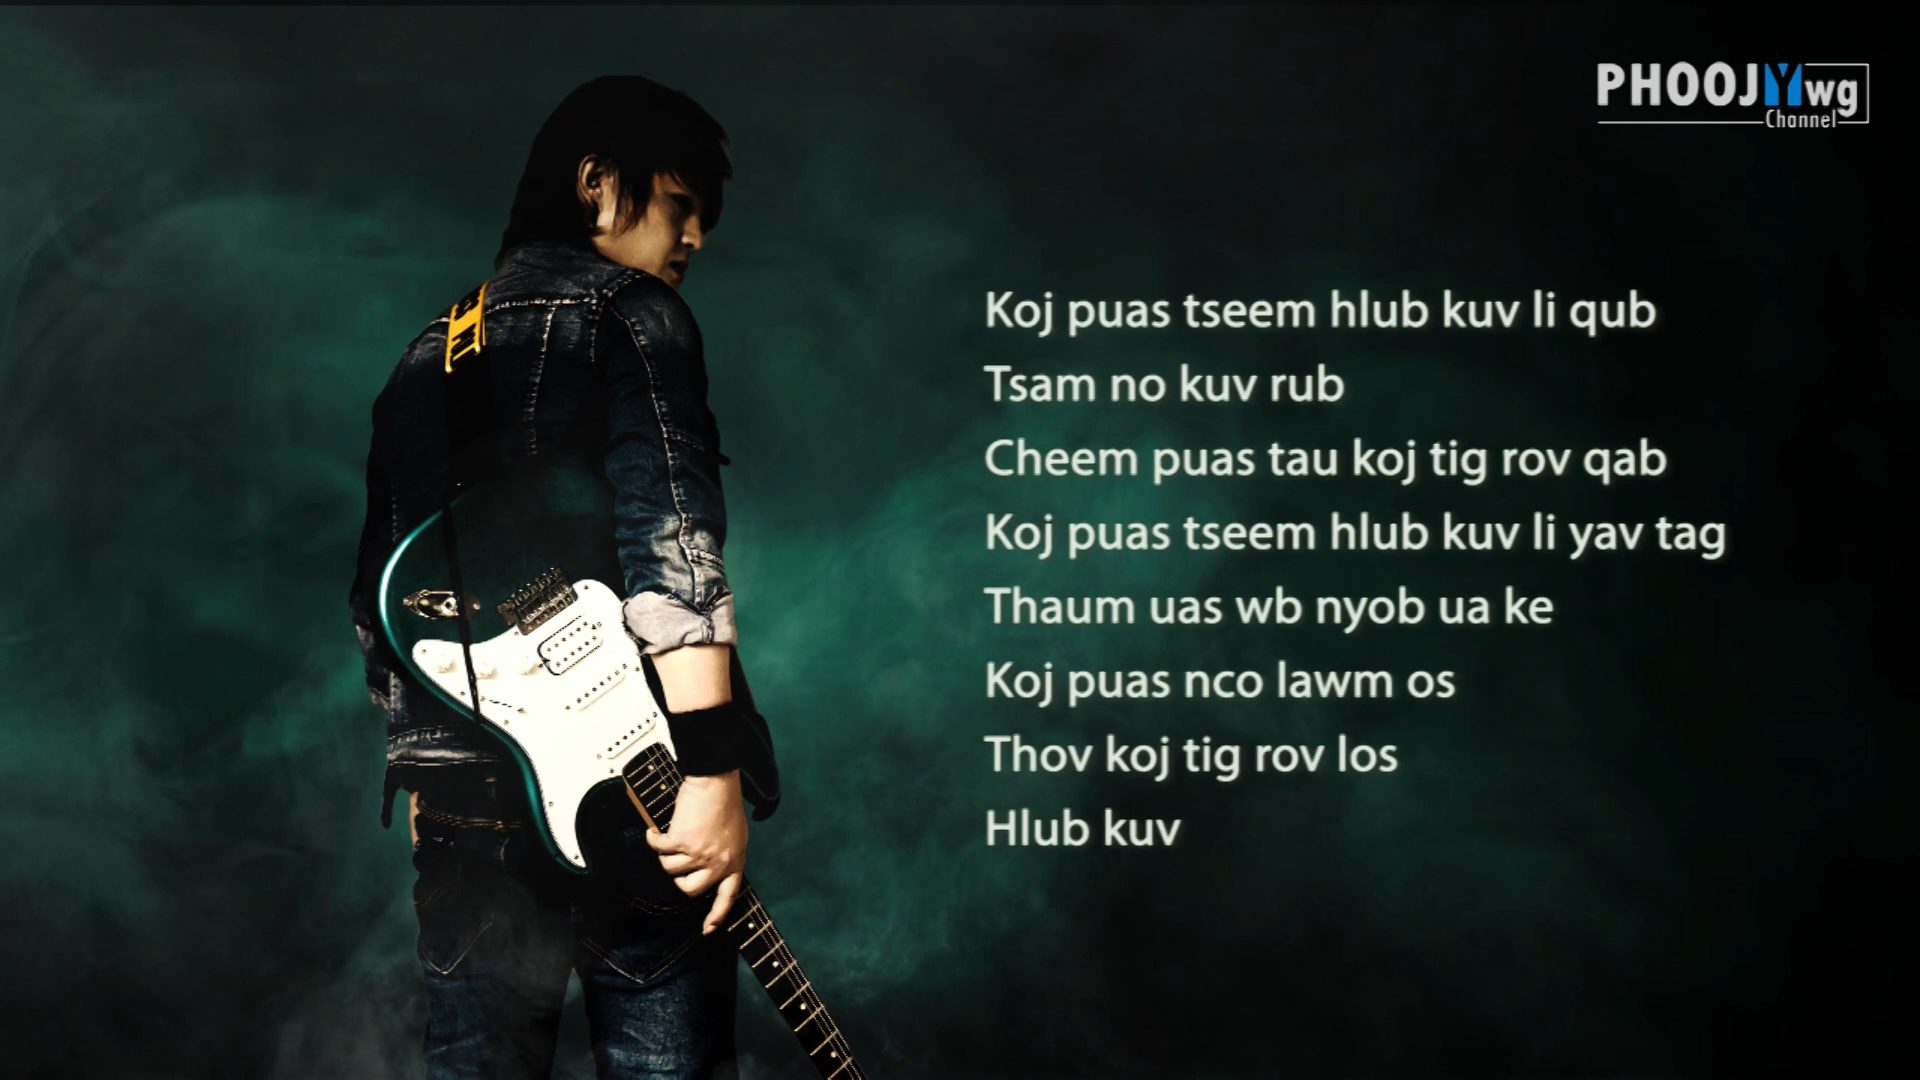 PHOOJYwg
Channel
Koj puas tseem hlub kuv li qub
Tsam no kuv rub
Cheem puas tau koj tig rov qab
Koj puas tseem hlub kuv li yav tag
Thaum uas wb nyob ua ke
Koj puas nco lawm os
Thov koj tig rov los
Hlub kuv